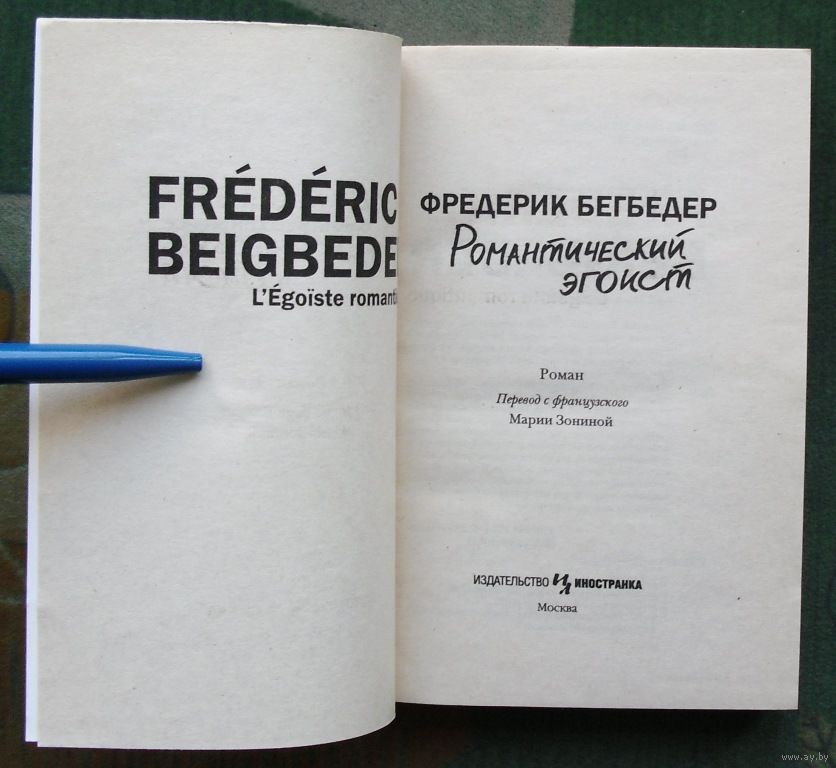 FRÉDÉRIC
BEIGBEDE
L'Égoïste romanti
ФРЕДЕРИК БЕГБЕДЕР
Романтический
эгоист
Роман
Перевод с французского
Марии Зониной
ИЗДАТЕЛЬСТВО ИЛ ИНОСТРАНКА
Москва
www.ay.by